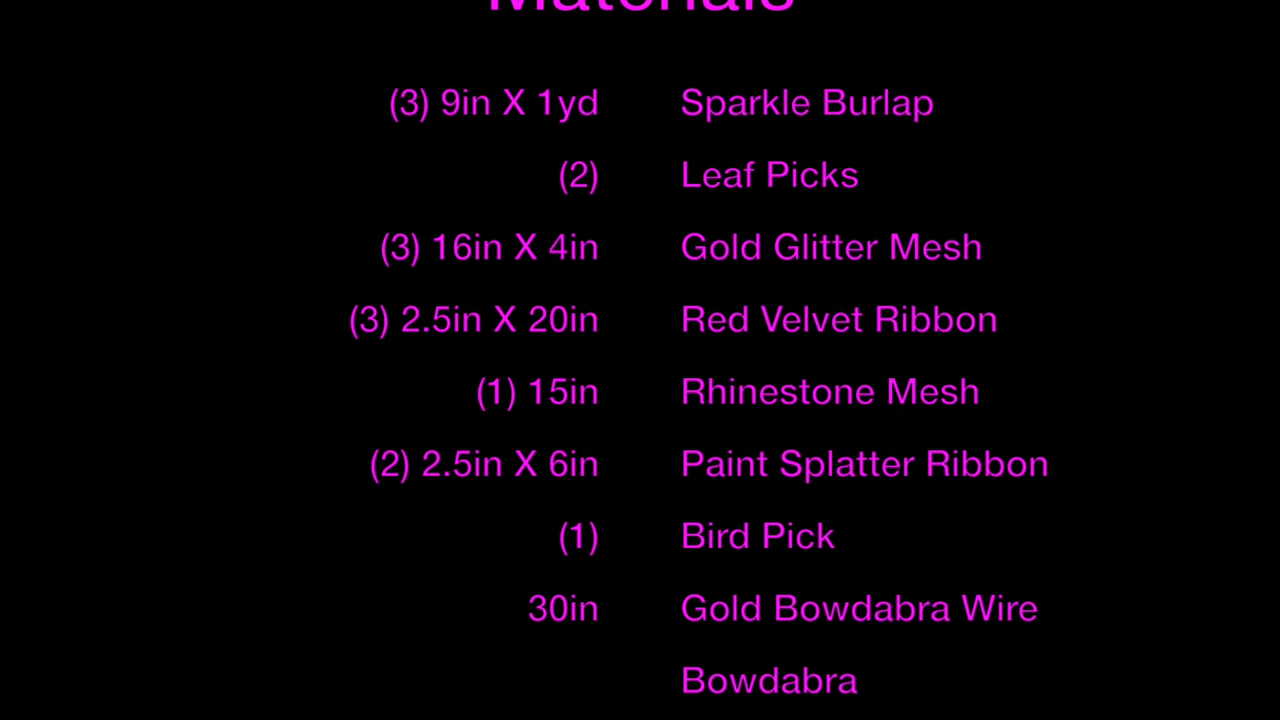 Materials
(3) 9in X 1yd Sparkle Burlap
(2) Leaf Picks
(3) 16in X 4in Gold Glitter Mesh
(3) 2.5in X 20in Red Velvet Ribbon
(1) 15in Rhinestone Mesh
(2) 2.5in X 6in Paint Splatter Ribbon
(1) Bird Pick
30in Gold Bowdabra Wire
Bowdabra